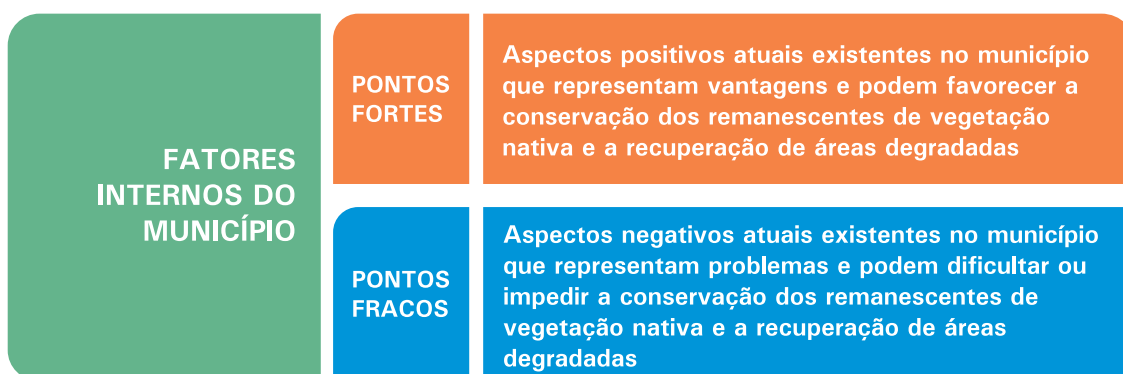 FATORES
INTERNOS DO
MUNICÍPIO
PONTOS
FORTES
Aspectos positivos atuais existentes no município
que representam vantagens e podem favorecer a
conservação dos remanescentes de vegetação
nativa e a recuperação de áreas degradadas
PONTOS
FRACOS
Aspectos negativos atuais existentes no município
que representam problemas e podem dificultar ou
impedir a conservação dos remanescentes de
vegetação nativa e a recuperação de áreas
degradadas